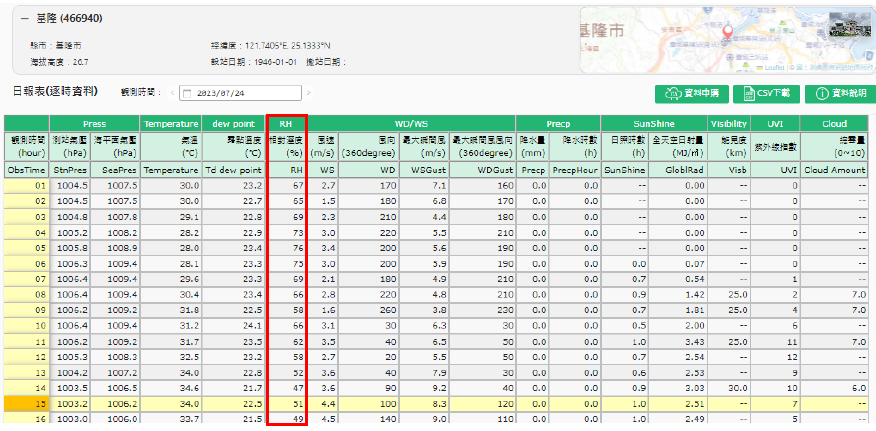 — 基隆 (466940)
縣市：基隆市 經緯度：121.7405°E, 25.1333°N
海拔高度：26.7 設站日期：1946-01-01 撤站日期：
基隆市
Leaflet
日報表(逐時資料) 觀測時間： < 2023/07/24 > 資料申購 CSV下載 資料說明
Press Temperature dew point RH WD/WS Precp SunShine Visibility UVI Cloud
觀測時間 測站氣壓 海平面氣壓 氣溫 露點溫度 相對溼度 風速 風向 最大瞬間風 最大瞬間風風向 降水量 降水時數 日照時數 全天空日射量 能見度 紫外線指數 總雲量
(hour) (hPa) (hPa) (℃) (℃) (%) (m/s) (360degree) (m/s) (360degree) (mm) (h) (h) (MJ/㎡) (km) (0~10)
ObsTime StnPres SeaPres Temperature Td dew point RH WS WD WSGust WDGust Precp PrecpHour SunShine GloblRad Visb UVI Cloud Amount
01 1004.5 1007.5 30.0 23.2 67 2.7 170 7.1 160 0.0 0.0 -- 0.00 -- 0 --
02 1004.5 1007.5 30.0 22.7 65 1.5 180 6.8 170 0.0 0.0 -- 0.00 -- 0 --
03 1004.8 1007.8 29.1 22.8 69 2.3 210 4.4 180 0.0 0.0 -- 0.00 -- 0 --
04 1005.2 1008.2 28.2 22.9 73 3.0 220 5.5 210 0.0 0.0 -- 0.00 -- 0 --
05 1005.8 1008.9 28.0 23.4 76 3.4 200 5.6 190 0.0 0.0 -- 0.00 -- 0 --
06 1006.3 1009.4 28.1 23.3 75 3.0 200 5.9 190 0.0 0.0 0.0 0.07 -- 0 --
07 1006.4 1009.4 29.6 23.3 69 2.1 180 4.9 210 0.0 0.0 0.7 0.54 -- 1 --
08 1006.4 1009.4 30.4 23.4 66 2.8 220 4.8 210 0.0 0.0 0.9 1.42 25.0 2 7.0
09 1006.2 1009.2 31.8 22.5 58 1.6 260 3.8 230 0.0 0.0 0.7 1.81 25.0 4 7.0
10 1006.4 1009.4 31.2 24.1 66 3.1 30 6.3 30 0.0 0.0 0.5 2.00 -- 6 --
11 1006.2 1009.2 31.7 23.5 62 3.5 40 6.5 50 0.0 0.0 1.0 3.43 25.0 11 7.0
12 1005.3 1008.3 32.5 23.2 58 2.7 20 5.5 50 0.0 0.0 0.7 2.54 -- 12 --
13 1004.2 1007.2 34.0 22.8 52 3.6 40 7.9 30 0.0 0.0 0.6 2.53 -- 9 --
14 1003.5 1006.5 34.6 21.7 47 3.6 90 9.2 40 0.0 0.0 0.9 3.03 30.0 10 6.0
15 1003.2 1006.2 34.0 22.5 51 4.4 100 8.3 120 0.0 0.0 1.0 2.51 -- 7 --
16 1003.0 1006.0 33.7 21.5 49 4.5 140 9.0 110 0.0 0.0 1.0 2.49 -- 5 --